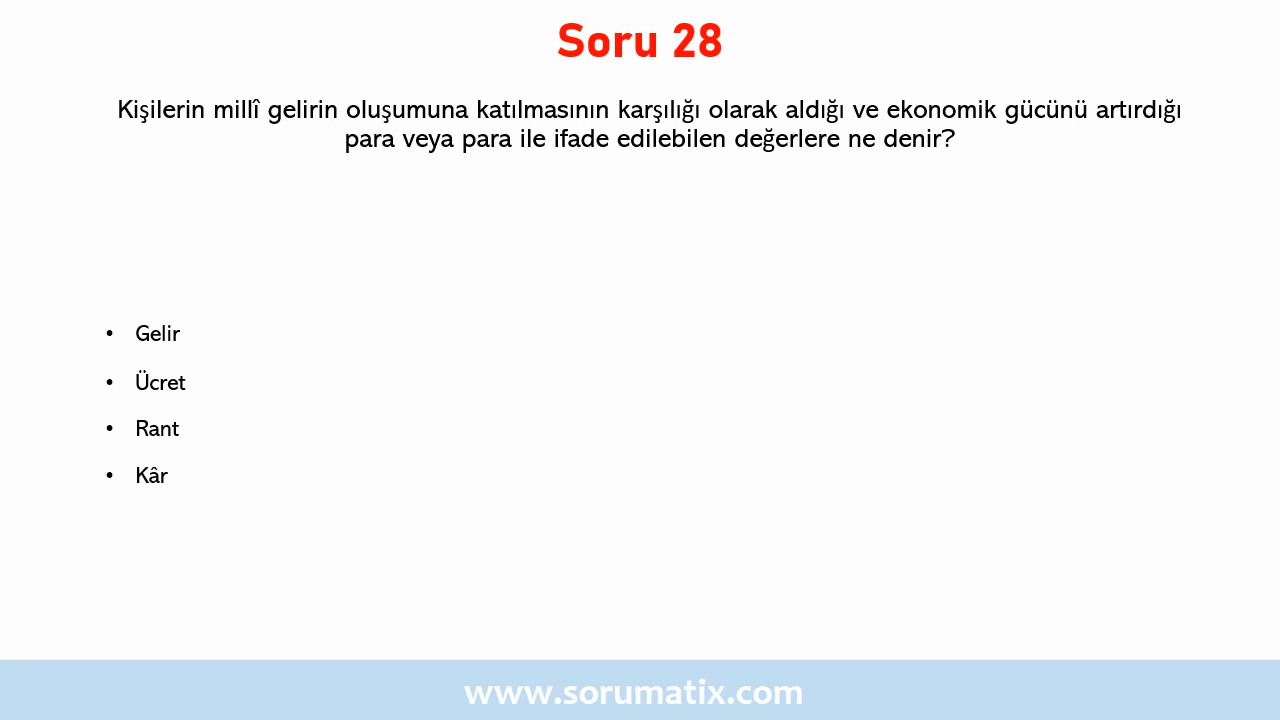 Soru 28
Kişilerin millî gelirin oluşumuna katılmasının karşılığı olarak aldığı ve ekonomik gücünü artırdığı
para veya para ile ifade edilebilen değerlere ne denir?
• Gelir
• Ücret
• Rant
• Kâr
www.sorumatix.com